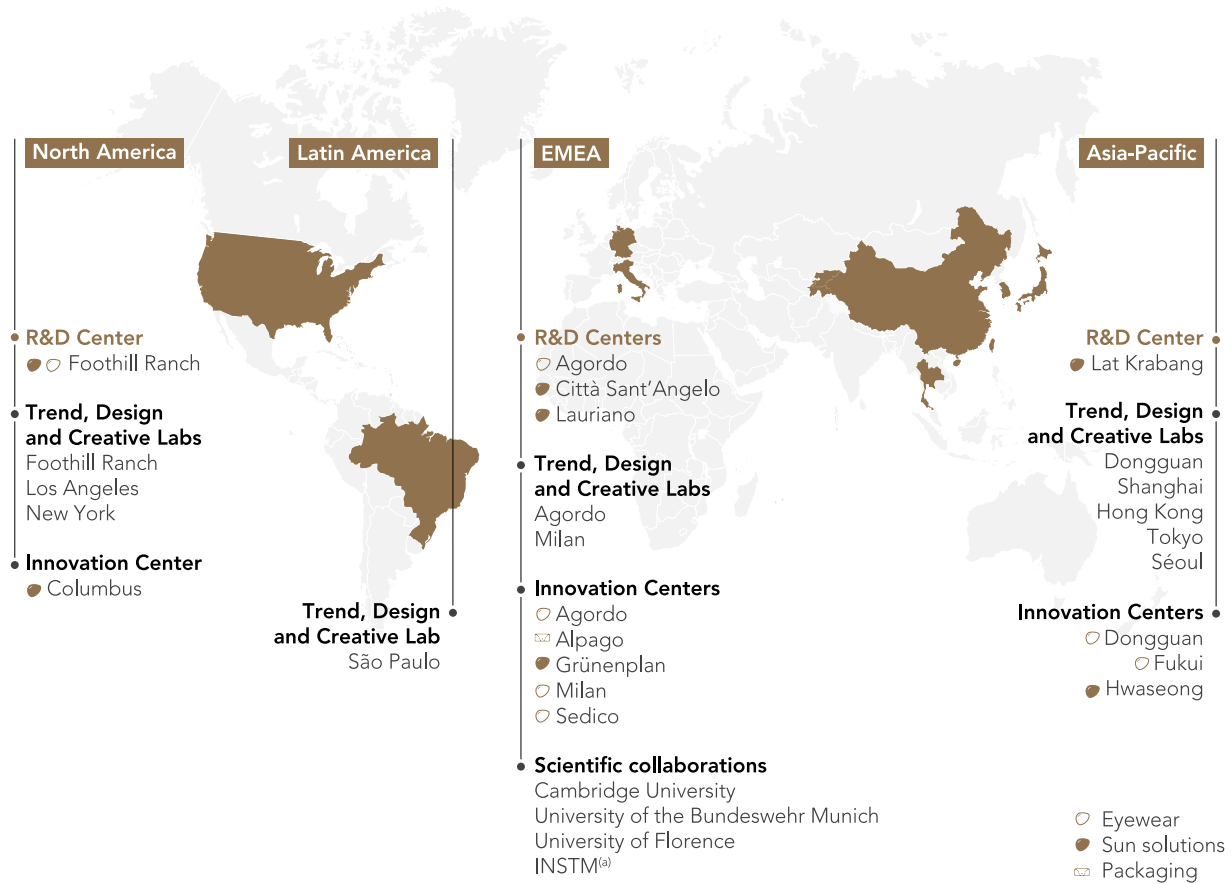 North America
R&D Center
Foothill Ranch
Trend, Design
and Creative Labs
Foothill Ranch
Los Angeles
New York
Innovation Center
Columbus
Latin America
Trend, Design
and Creative Lab
São Paulo
EMEA
R&D Centers
Agordo
Città Sant'Angelo
Lauriano
Trend, Design
and Creative Labs
Agordo
Milan
Innovation Centers
Agordo
Alpago
Grünenplan
Milan
Sedico
Scientific collaborations
Cambridge University
University of the Bundeswehr Munich
University of Florence
INSTM(a)
Asia-Pacific
R&D Center
Lat Krabang
Trend, Design
and Creative Labs
Dongguan
Shanghai
Hong Kong
Tokyo
Séoul
Innovation Centers
Dongguan
Fukui
Hwaseong
Eyewear
Sun solutions
Packaging